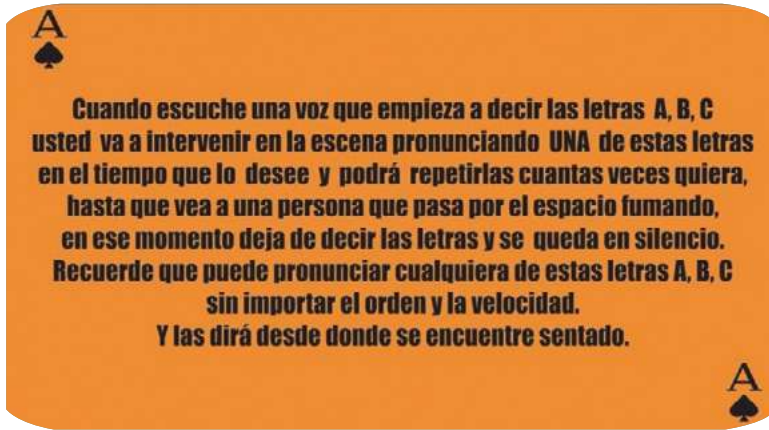 A
Cuando escuche una voz que empieza a decir las letras A, B, C
usted va a intervenir en la escena pronunciando UNA de estas letras
en el tiempo que lo desee y podrá repetirlas cuantas veces quiera,
hasta que vea a una persona que pasa por el espacio fumando,
en ese momento deja de decir las letras y se queda en silencio.
Recuerde que puede pronunciar cualquiera de estas letras A, B, C
sin importar el orden y la velocidad.
Y las dirá desde donde se encuentre sentado.
A